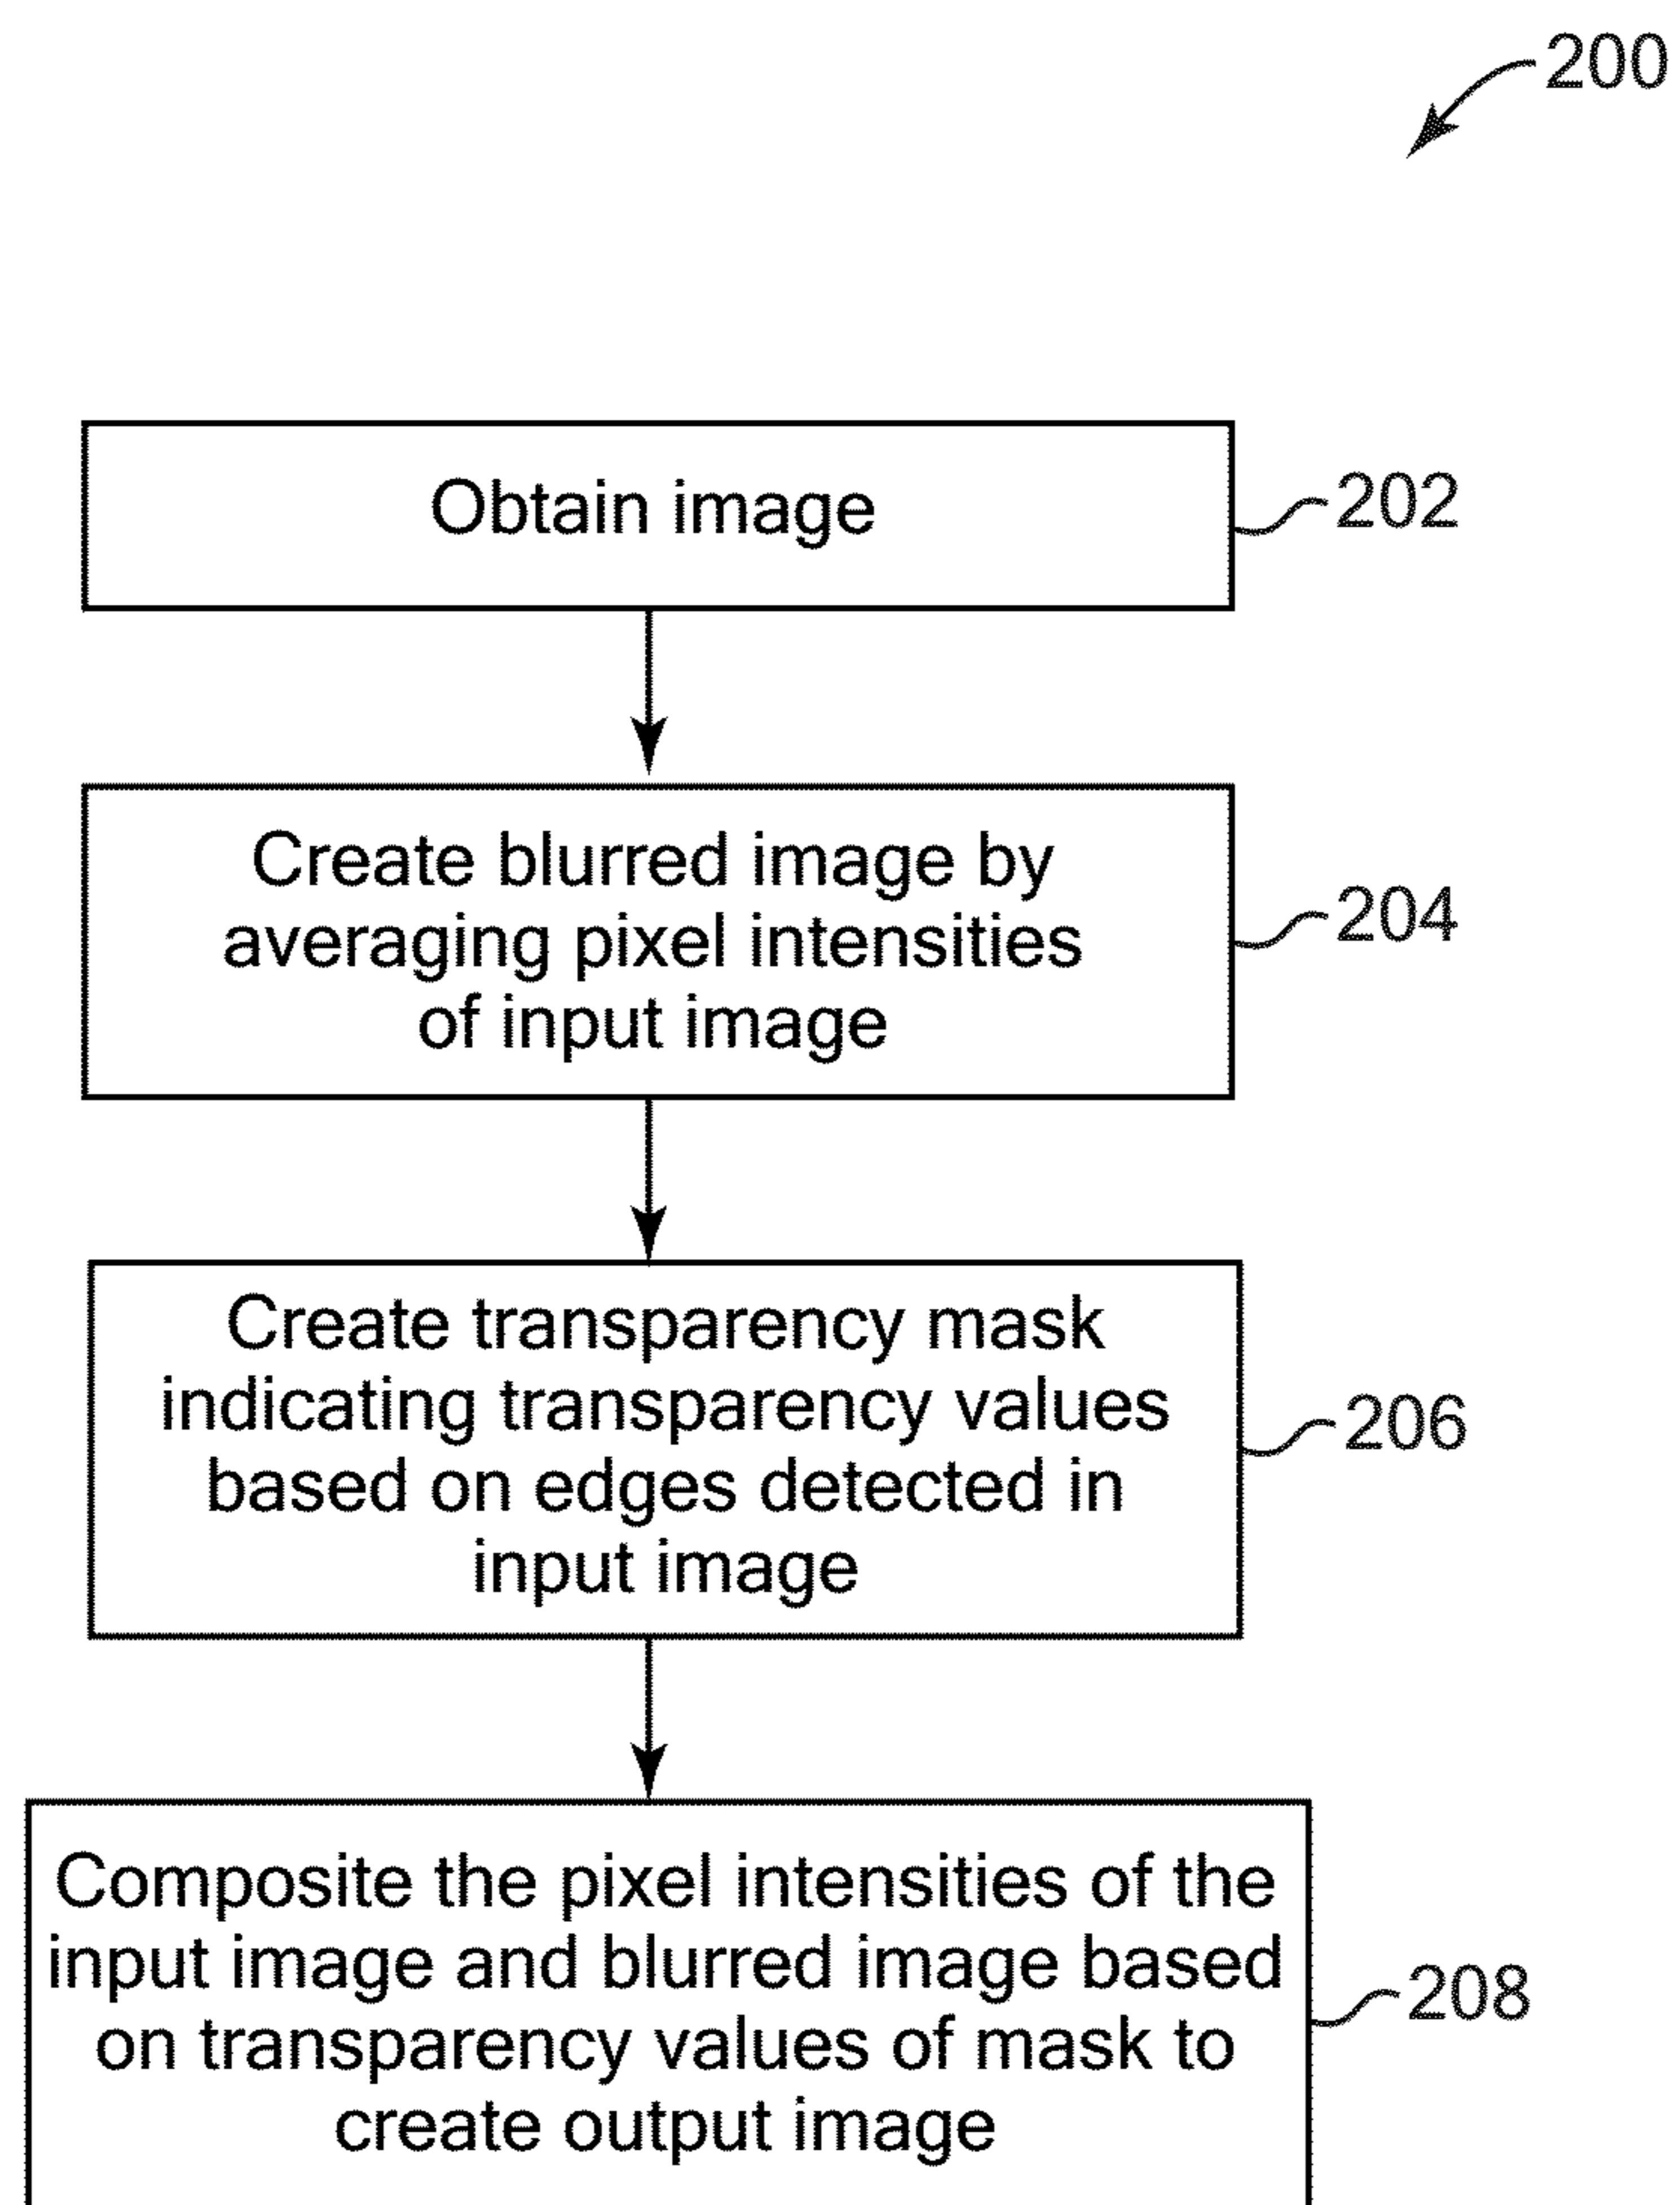 200
Obtain image
202
Create blurred image by
averaging pixel intensities
of input image
204
Create transparency mask
indicating transparency values
based on edges detected in
input image
206
Composite the pixel intensities of the
input image and blurred image based
on transparency values of mask to
create output image
208